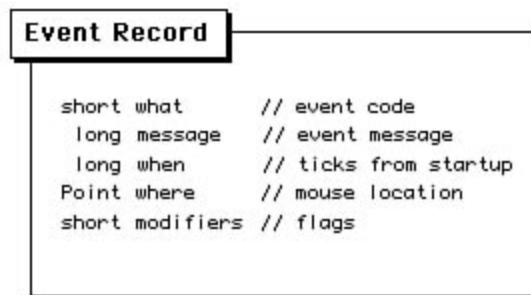 Event Record
short what // event code
long message // event message
long when // ticks from startup
Point where // mouse location
short modifiers // flags